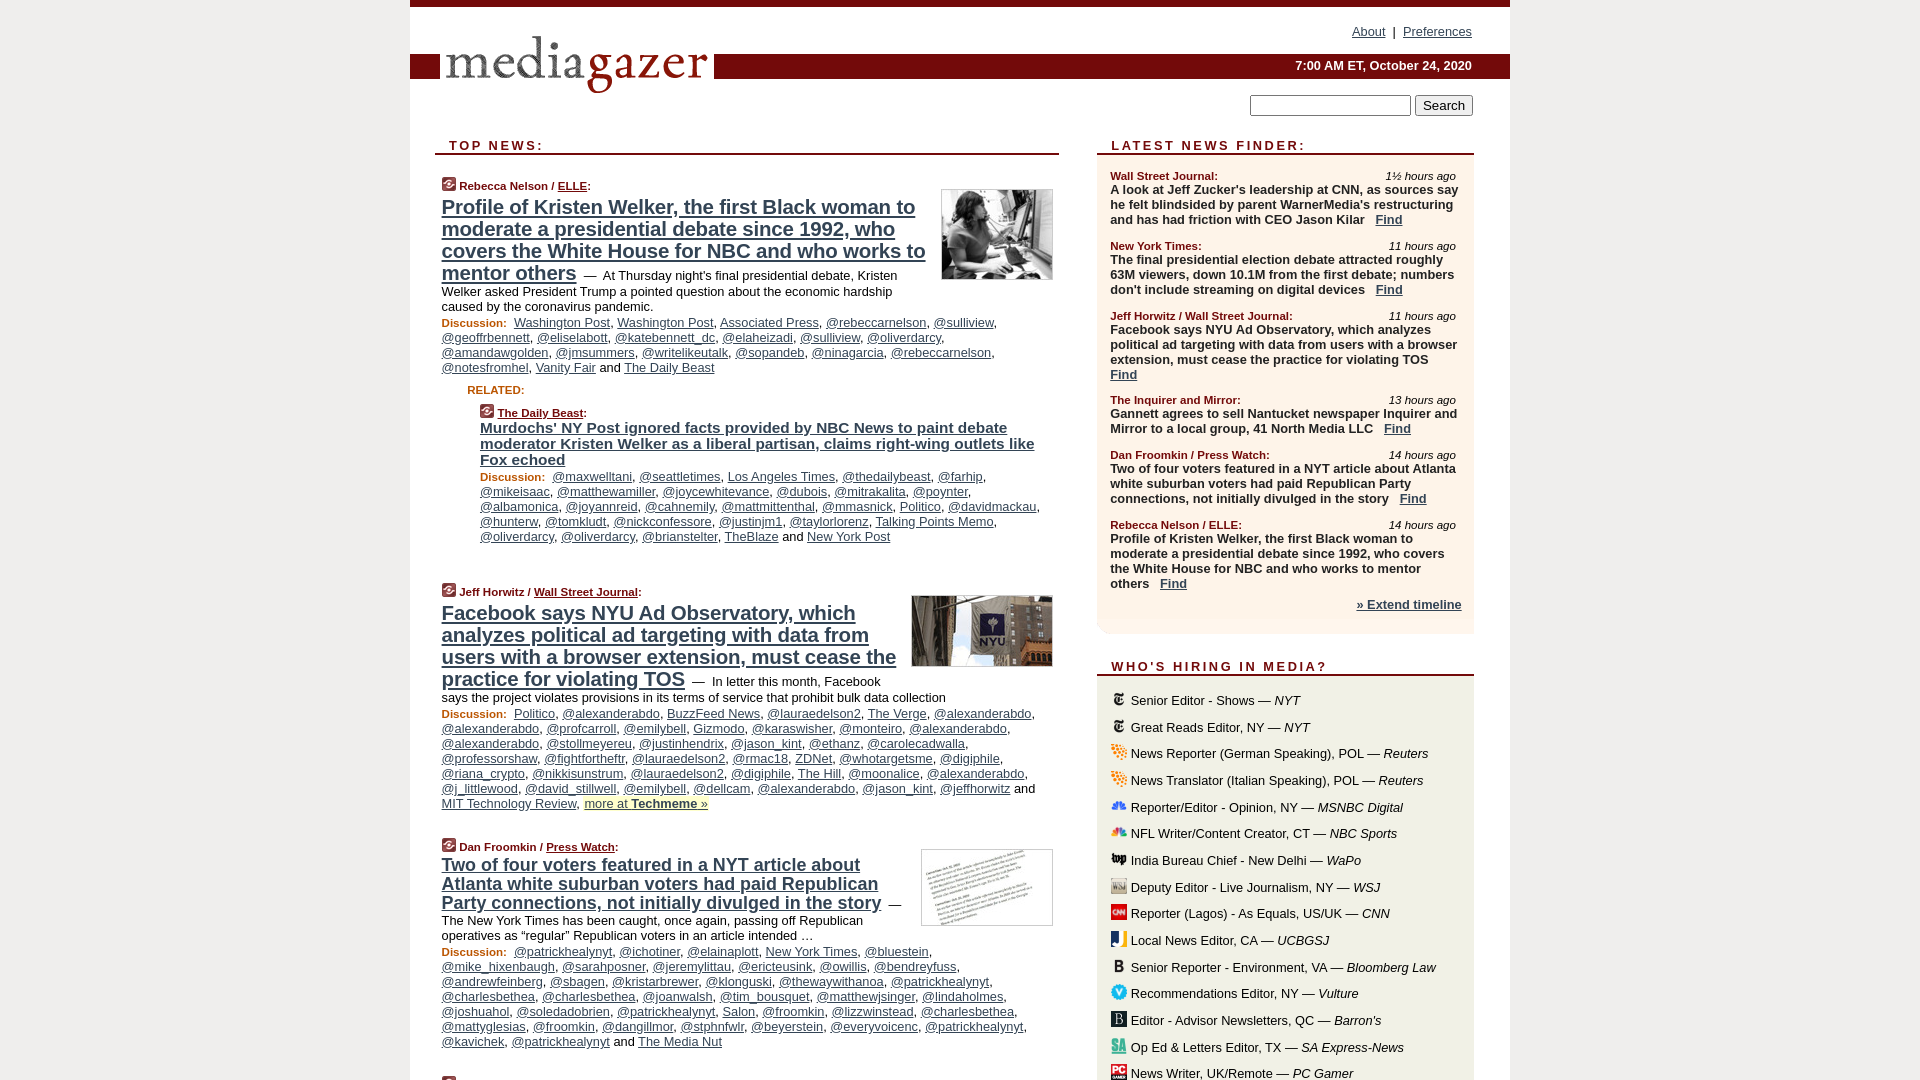 About | Preferences
mediagazer
7:00 AM ET, October 24, 2020
Search
TOP NEWS:
Rebecca Nelson / ELLE:
Profile of Kristen Welker, the first Black woman to
moderate a presidential debate since 1992, who
covers the White House for NBC and who works to
mentor others — At Thursday night's final presidential debate, Kristen
Welker asked President Trump a pointed question about the economic hardship
caused by the coronavirus pandemic.
Discussion: Washington Post, Washington Post, Associated Press, @rebeccarnelson, @sulliview,
@geoffrbennett, @eliselabott, @katebennett_dc, @elaheizadi, @sulliview, @oliverdarcy,
@amandawgolden, @jmsummers, @writelikeutalk, @sopandeb, @ninagarcia, @rebeccarnelson,
@notesfromhel, Vanity Fair and The Daily Beast
RELATED:
The Daily Beast:
Murdochs' NY Post ignored facts provided by NBC News to paint debate
moderator Kristen Welker as a liberal partisan, claims right-wing outlets like
Fox echoed
Discussion: @maxwelltani, @seattletimes, Los Angeles Times, @thedailybeast, @farhip,
@mikeisaac, @matthewamiller, @joycewhitevance, @dubois, @mitrakalita, @poynter,
@albamonica, @joyannreid, @cahnemily, @mattmittenthal, @mmasnick, Politico, @davidmackau,
@hunterw, @tomkludt, @nickconfessore, @justinjm1, @taylorlorenz, Talking Points Memo,
@oliverdarcy, @oliverdarcy, @brianstelter, TheBlaze and New York Post
Jeff Horwitz / Wall Street Journal:
Facebook says NYU Ad Observatory, which
analyzes political ad targeting with data from
users with a browser extension, must cease the
practice for violating TOS — In letter this month, Facebook
says the project violates provisions in its terms of service that prohibit bulk data collection
Discussion: Politico, @alexanderabdo, BuzzFeed News, @lauraedelson2, The Verge, @alexanderabdo,
@alexanderabdo, @profcarroll, @emilybell, Gizmodo, @karaswisher, @monteiro, @alexanderabdo,
@alexanderabdo, @stollmeyereu, @justinhendrix, @jason_kint, @ethanz, @carolecadwalla,
@professorshaw, @fightfortheftr, @lauraedelson2, @rmac18, ZDNet, @whotargetsme, @digiphile,
@riana_crypto, @nikkisunstrum, @lauraedelson2, @digiphile, The Hill, @moonalice, @alexanderabdo,
@j_littlewood, @david_stillwell, @emilybell, @dellcam, @alexanderabdo, @jason_kint, @jeffhorwitz and
MIT Technology Review, more at Techmeme »
NYU
Dan Froomkin / Press Watch:
Two of four voters featured in a NYT article about
Atlanta white suburban voters had paid Republican
Party connections, not initially divulged in the story —
The New York Times has been caught, once again, passing off Republican
operatives as “regular” Republican voters in an article intended …
Discussion: @patrickhealynyt, @ichotiner, @elainaplott, New York Times, @bluestein,
@mike_hixenbaugh, @sarahposner, @jeremylittau, @ericteusink, @owillis, @bendreyfuss,
@andrewfeinberg, @sbagen, @kristarbrewer, @klonguski, @thewaywithanoa, @patrickhealynyt,
@charlesbethea, @charlesbethea, @joanwalsh, @tim_bousquet, @matthewjsinger, @lindaholmes,
@joshuahol, @soledadobrien, @patrickhealynyt, Salon, @froomkin, @lizzwinstead, @charlesbethea,
@mattyglesias, @froomkin, @dangillmor, @stphnfwlr, @beyerstein, @everyvoicenc, @patrickhealynyt,
@kavichek, @patrickhealynyt and The Media Nut
LATEST NEWS FINDER:
Wall Street Journal: 1½ hours ago
A look at Jeff Zucker's leadership at CNN, as sources say
he felt blindsided by parent WarnerMedia's restructuring
and has had friction with CEO Jason Kilar Find
New York Times: 11 hours ago
The final presidential election debate attracted roughly
63M viewers, down 10.1M from the first debate; numbers
don't include streaming on digital devices Find
Jeff Horwitz / Wall Street Journal: 11 hours ago
Facebook says NYU Ad Observatory, which analyzes
political ad targeting with data from users with a browser
extension, must cease the practice for violating TOS
Find
The Inquirer and Mirror: 13 hours ago
Gannett agrees to sell Nantucket newspaper Inquirer and
Mirror to a local group, 41 North Media LLC Find
Dan Froomkin / Press Watch: 14 hours ago
Two of four voters featured in a NYT article about Atlanta
white suburban voters had paid Republican Party
connections, not initially divulged in the story Find
Rebecca Nelson / ELLE: 14 hours ago
Profile of Kristen Welker, the first Black woman to
moderate a presidential debate since 1992, who covers
the White House for NBC and who works to mentor
others Find
» Extend timeline
WHO'S HIRING IN MEDIA?
Senior Editor - Shows — NYT
Great Reads Editor, NY — NYT
News Reporter (German Speaking), POL — Reuters
News Translator (Italian Speaking), POL — Reuters
Reporter/Editor - Opinion, NY — MSNBC Digital
NFL Writer/Content Creator, CT — NBC Sports
wp India Bureau Chief - New Delhi — WaPo
WSJ Deputy Editor - Live Journalism, NY — WSJ
CNN Reporter (Lagos) - As Equals, US/UK — CNN
Local News Editor, CA — UCBGSJ
B Senior Reporter - Environment, VA — Bloomberg Law
Recommendations Editor, NY — Vulture
B Editor - Advisor Newsletters, QC — Barron's
SA Op Ed & Letters Editor, TX — SA Express-News
PC GAMER News Writer, UK/Remote — PC Gamer